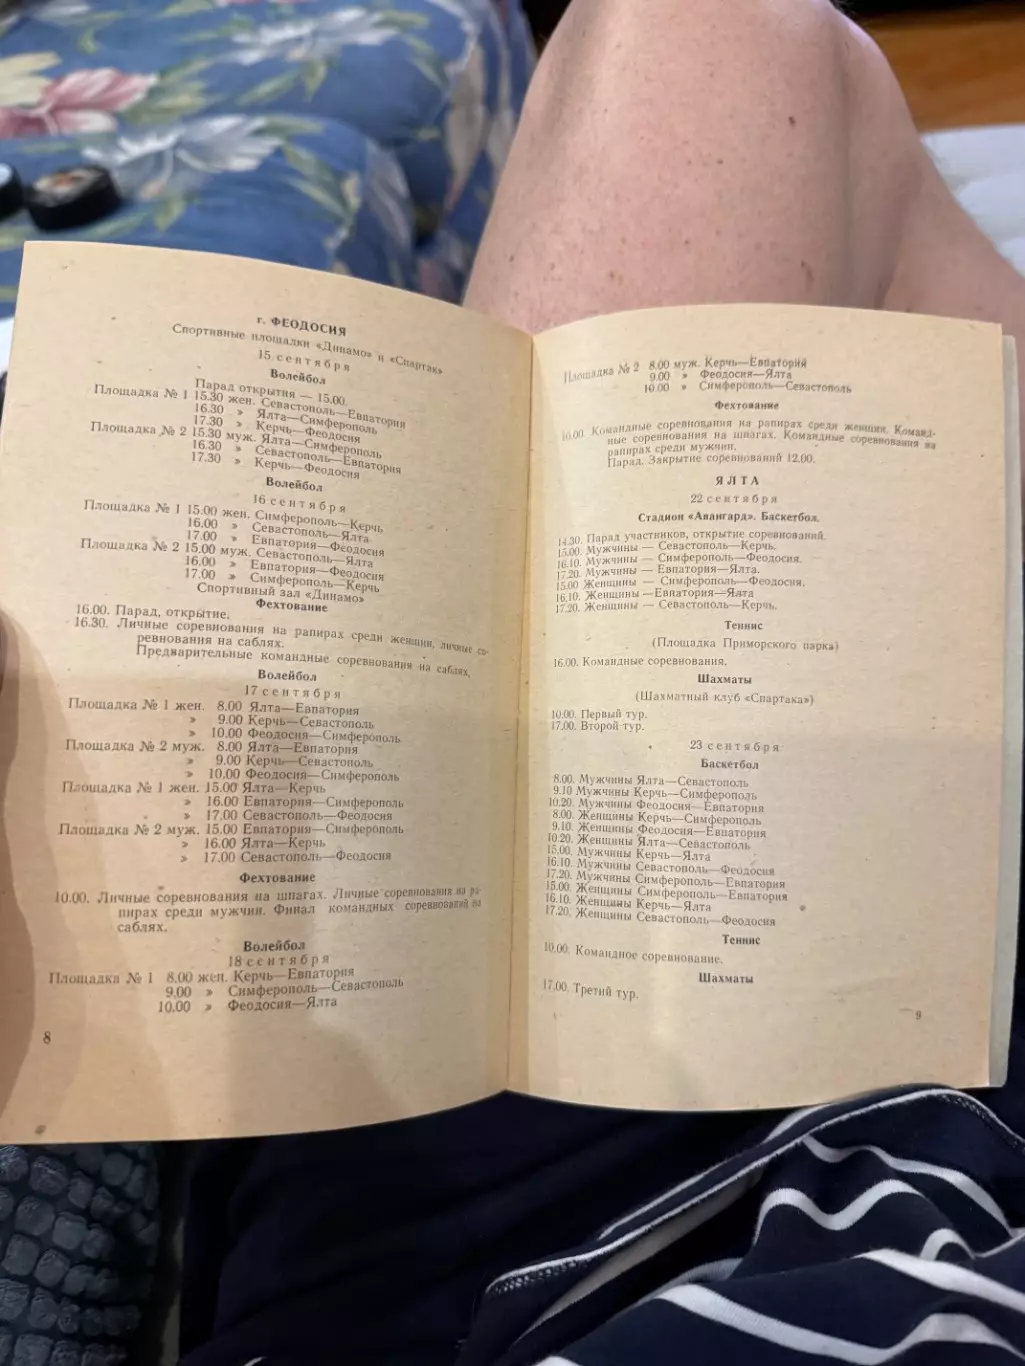 г. ФЕОДОСИЯ
Спортивные площадки «Динамо» и «Спартак»
15 сентября
Волейбол
Парад открытия — 15.00.
Площадка № 1 15.30 жен. Севастополь—Евпатория
16.30 » Ялта—Симферополь
17.30 » Керчь—Феодосия
Площадка № 2 15.30 муж. Ялта—Симферополь
16.30 » Севастополь—Евпатория
17.30 » Керчь—Феодосия
Волейбол
16 сентября
Площадка № 1 15.00 жен. Симферополь—Керчь
16.00 » Севастополь—Ялта
17.00 » Евпатория—Феодосия
Площадка № 2 15.00 муж. Севастополь—Ялта
16.00 » Евпатория—Феодосия
17.00 » Симферополь—Керчь
Спортивный зал «Динамо»
Фехтование
16.00. Парад, открытие.
16.30. Личные соревнования на рапирах среди женщин, личные со-
ревнования на саблях.
Предварительные командные соревнования на саблях.
Волейбол
17 сентября
Площадка № 1 жен. 8.00 Ялта—Евпатория
» 9.00 Керчь—Севастополь
» 10.00 Феодосия—Симферополь
Площадка № 2 муж. 8.00 Ялта—Евпатория
» 9.00 Керчь—Севастополь
» 10.00 Феодосия—Симферополь
Площадка № 1 жен. 15.00 Ялта—Керчь
» 16.00 Евпатория—Симферополь
» 17.00 Севастополь—Феодосия
Площадка № 2 муж. 15.00 Евпатория—Симферополь
» 16.00 Ялта—Керчь
» 17.00 Севастополь—Феодосия
Фехтование
10.00. Личные соревнования на шпагах. Личные соревнования на ра-
пирах среди мужчин. Финал командных соревнований на
саблях.
Волейбол
18 сентября
Площадка № 1 8.00 жен. Керчь—Евпатория
9.00 » Симферополь—Севастополь
10.00 » Феодосия—Ялта
8
Площадка № 2 8.00 муж. Керчь—Евпаторий
9.00 » Феодосия—Ялта
10.00 » Симферополь—Севастополь
Фехтование
10.00. Командные соревнования на рапирах среди женщин. Команд-
ные соревнования на шпагах. Командные соревнования на
рапирах среди мужчин.
Парад. Закрытие соревнований 12.00.
ЯЛТА
22 сентября
Стадион «Авангард». Баскетбол.
14.30. Парад участников, открытие соревнований.
15.00. Мужчины — Севастополь—Керчь.
16.10. Мужчины — Симферополь—Феодосия.
17.20. Мужчины — Евпатория—Ялта.
15.00 Женщины — Симферополь—Феодосия.
16.10. Женщины —Евпатория—Ялта
17.20. Женщины — Севастополь—Керчь.
Теннис
(Площадка Приморского парка)
16.00. Командные соревнования.
Шахматы
(Шахматный клуб «Спартака»)
10.00. Первый тур.
17.00. Второй тур.
23 сентября
Баскетбол
8.00. Мужчины Ялта—Севастополь
9.10 Мужчины Керчь—Симферополь
10.20. Мужчины Феодосия—Евпатория
8.00. Женщины Керчь—Симферополь
9.10. Женщины Феодосия—Евпатория
10.20. Женщины Ялта—Севастополь
15.00. Мужчины Керчь—Ялта
16.10. Мужчины Севастополь—Феодосия
17.20. Мужчины Симферополь—Евпатория
15.00. Женщины Симферополь—Евпатория
16.10. Женщины Керчь—Ялта
17.20. Женщины Севастополь—Феодосия
Теннис
10.00. Командное соревнование.
Шахматы
17.00. Третий тур.
9